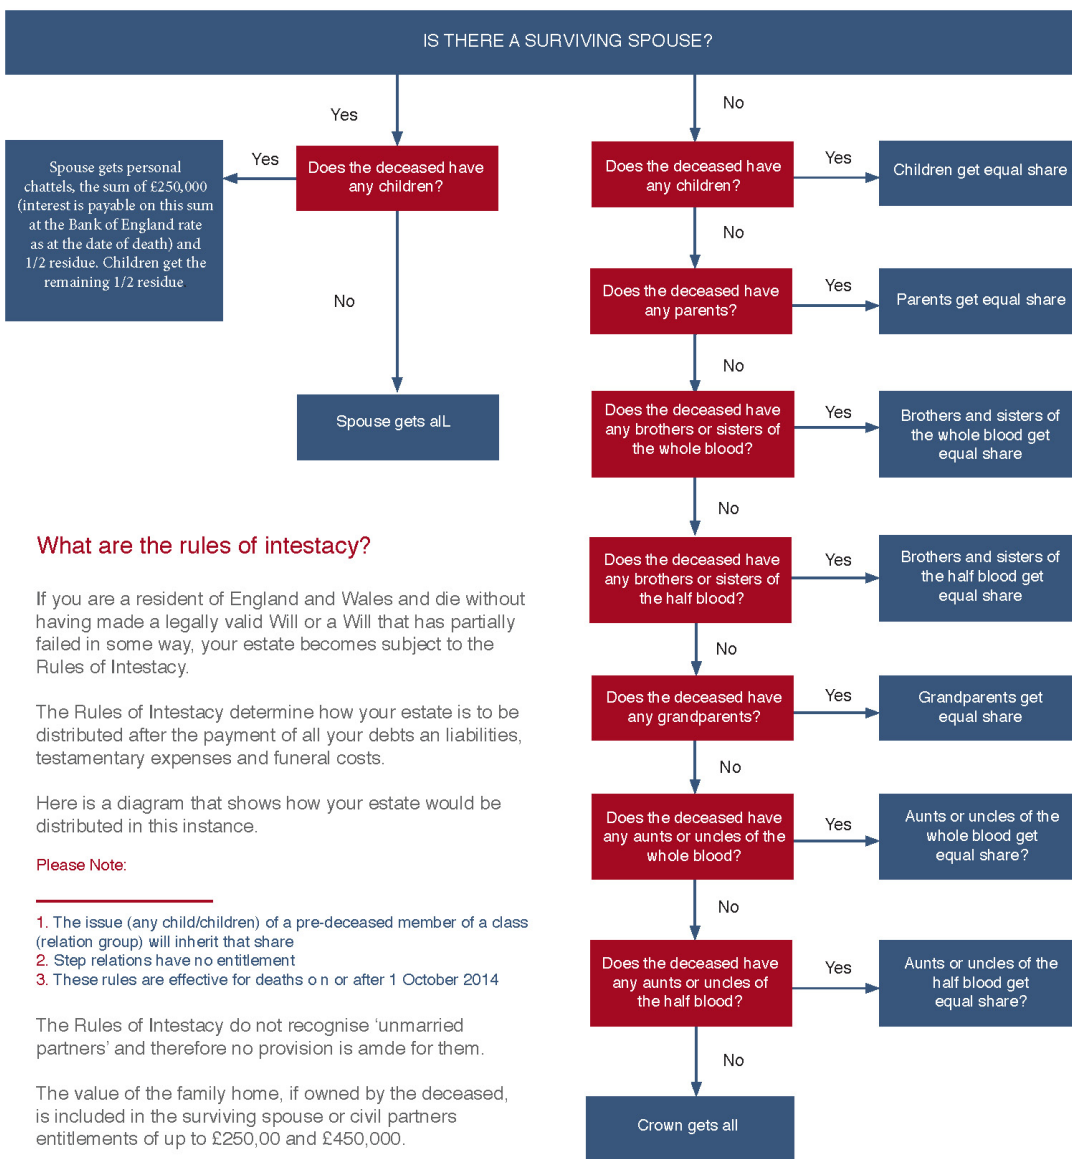 IS THERE A SURVIVING SPOUSE?
Yes
No
Spouse gets personal
chattels, the sum of £250,000
(interest is payable on this sum
at the Bank of England rate
as at the date of death) and
1/2 residue. Children get the
remaining 1/2 residue.
Yes
Does the deceased have
any children?
No
Spouse gets alL
Does the deceased have
any children?
Yes
Children get equal share
No
Does the deceased have
any parents?
Yes
Parents get equal share
No
Does the deceased have
any brothers or sisters of
the whole blood?
Yes
Brothers and sisters of
the whole blood get
equal share
No
Does the deceased have
any brothers or sisters of
the half blood?
Yes
Brothers and sisters of
the half blood get
equal share
No
Does the deceased have
any grandparents?
Yes
Grandparents get
equal share
No
Does the deceased have
any aunts or uncles of the
whole blood?
Yes
Aunts or uncles of the
whole blood get
equal share?
No
Does the deceased have
any aunts or uncles of
the half blood?
Yes
Aunts or uncles of the
half blood get
equal share?
No
Crown gets all
What are the rules of intestacy?
If you are a resident of England and Wales and die without
having made a legally valid Will or a Will that has partially
failed in some way, your estate becomes subject to the
Rules of Intestacy.
The Rules of Intestacy determine how your estate is to be
distributed after the payment of all your debts an liabilities,
testamentary expenses and funeral costs.
Here is a diagram that shows how your estate would be
distributed in this instance.
Please Note:
1. The issue (any child/children) of a pre-deceased member of a class
(relation group) will inherit that share
2. Step relations have no entitlement
3. These rules are effective for deaths o n or after 1 October 2014
The Rules of Intestacy do not recognise ‘unmarried
partners’ and therefore no provision is amde for them.
The value of the family home, if owned by the deceased,
is included in the surviving spouse or civil partners
entitlements of up to £250,00 and £450,000.